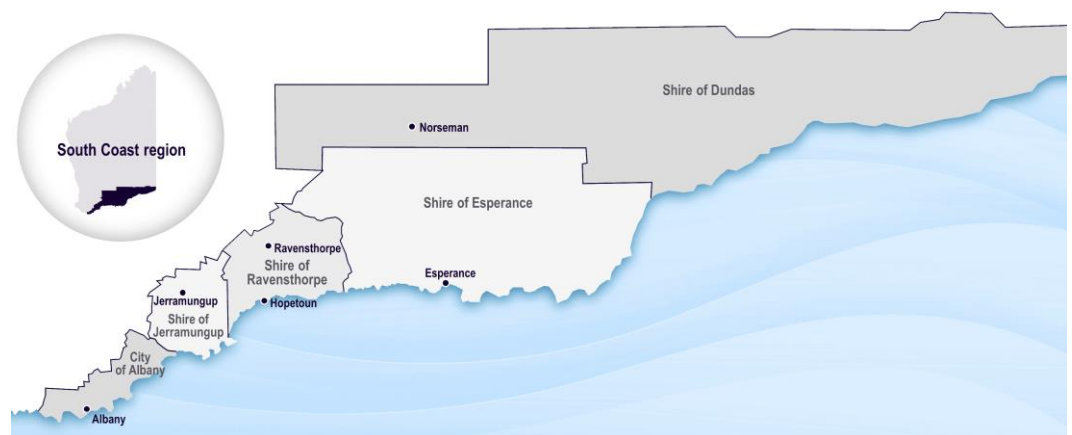 Shire of Dundas
Norseman
South Coast region
Shire of Esperance
Ravensthorpe
Shire of
Ravensthorpe
Esperance
Jerramungup
Hopetoun
Shire of
Jerramungup
City
of Albany
Albany